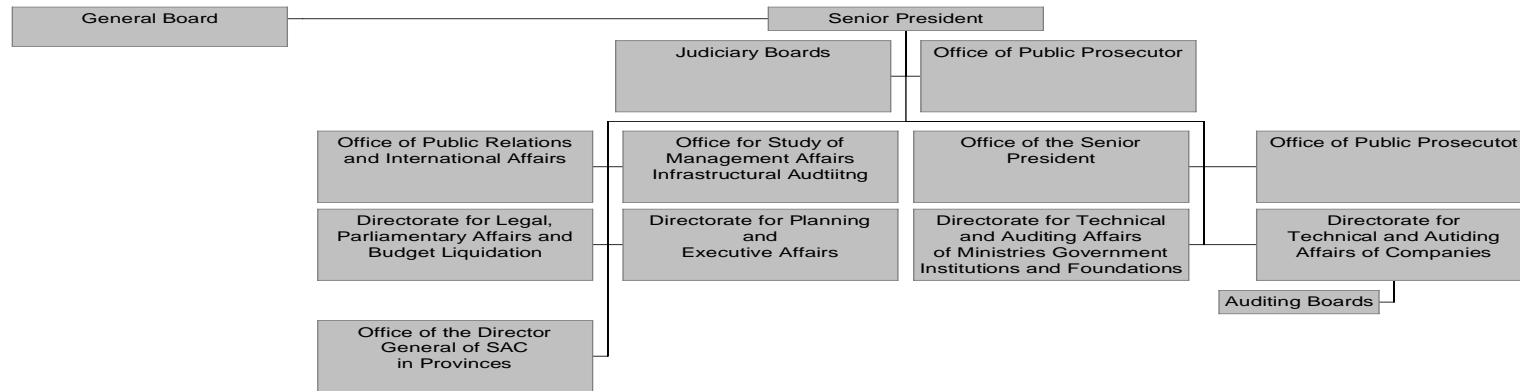 General Board
Senior President
Judiciary Boards
Office of Public Prosecutor
Office of Public Relations
and International Affairs
Office for Study of
Management Affairs
Infrastructural Audtiitng
Office of the Senior
President
Office of Public Prosecutot
Directorate for Legal,
Parliamentary Affairs and
Budget Liquidation
Directorate for Planning
and
Executive Affairs
Directorate for Technical
and Auditing Affairs
of Ministries Government
Institutions and Foundations
Directorate for
Technical and Autiding
Affairs of Companies
Auditing Boards
Office of the Director
General of SAC
in Provinces